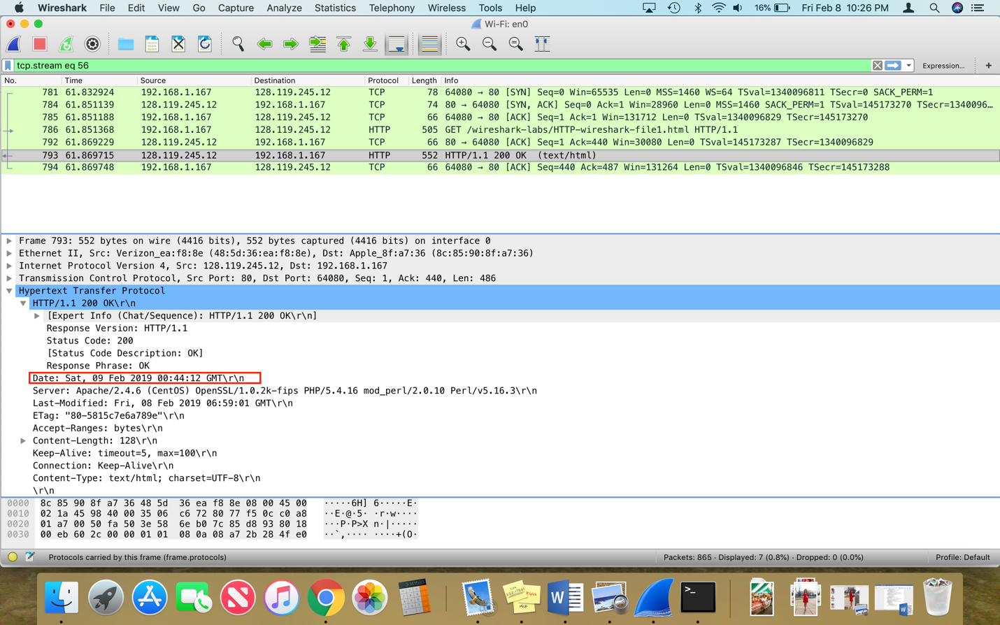 Wireshark File Edit View Go Capture Analyze Statistics Telephony Wireless Tools Help 16% Fri Feb 8 10:26 PM
Wi-Fi: en0
tcp.stream eq 56 Expression... +
No. Time Source Destination Protocol Length Info
781 61.832924 192.168.1.167 128.119.245.12 TCP 78 64080 → 80 [SYN] Seq=0 Win=65535 Len=0 MSS=1460 WS=64 TSval=1340096811 TSecr=0 SACK_PERM=1
784 61.851139 128.119.245.12 192.168.1.167 TCP 74 80 → 64080 [SYN, ACK] Seq=0 Ack=1 Win=28960 Len=0 MSS=1460 SACK_PERM=1 TSval=145173270 TSecr=1340096…
785 61.851188 192.168.1.167 128.119.245.12 TCP 66 64080 → 80 [ACK] Seq=1 Ack=1 Win=131712 Len=0 TSval=1340096829 TSecr=145173270
786 61.851368 192.168.1.167 128.119.245.12 HTTP 505 GET /wireshark-labs/HTTP-wireshark-file1.html HTTP/1.1
792 61.869229 128.119.245.12 192.168.1.167 TCP 66 80 → 64080 [ACK] Seq=1 Ack=440 Win=30080 Len=0 TSval=145173287 TSecr=1340096829
793 61.869715 128.119.245.12 192.168.1.167 HTTP 552 HTTP/1.1 200 OK (text/html)
794 61.869748 192.168.1.167 128.119.245.12 TCP 66 64080 → 80 [ACK] Seq=440 Ack=487 Win=131264 Len=0 TSval=1340096846 TSecr=145173288
Frame 793: 552 bytes on wire (4416 bits), 552 bytes captured (4416 bits) on interface 0
Ethernet II, Src: Verizon_ea:f8:8e (48:5d:36:ea:f8:8e), Dst: Apple_8f:a7:36 (8c:85:90:8f:a7:36)
Internet Protocol Version 4, Src: 128.119.245.12, Dst: 192.168.1.167
Transmission Control Protocol, Src Port: 80, Dst Port: 64080, Seq: 1, Ack: 440, Len: 486
Hypertext Transfer Protocol
HTTP/1.1 200 OK\r\n
[Expert Info (Chat/Sequence): HTTP/1.1 200 OK\r\n]
Response Version: HTTP/1.1
Status Code: 200
[Status Code Description: OK]
Response Phrase: OK
Date: Sat, 09 Feb 2019 00:44:12 GMT\r\n
Server: Apache/2.4.6 (CentOS) OpenSSL/1.0.2k-fips PHP/5.4.16 mod_perl/2.0.10 Perl/v5.16.3\r\n
Last-Modified: Fri, 08 Feb 2019 06:59:01 GMT\r\n
ETag: "80-5815c7e6a789e"\r\n
Accept-Ranges: bytes\r\n
Content-Length: 128\r\n
Keep-Alive: timeout=5, max=100\r\n
Connection: Keep-Alive\r\n
Content-Type: text/html; charset=UTF-8\r\n
\r\n
0000 8c 85 90 8f a7 36 48 5d 36 ea f8 8e 08 00 45 00 ·····6H] 6·····E·
0010 02 1a 45 98 40 00 35 06 c6 72 80 77 f5 0c c0 a8 ··E·@·5· ·r·w····
0020 01 a7 00 50 fa 50 3e 58 6e b0 7c 85 d8 93 80 18 ···P·P>X n·|·····
0030 00 eb 60 2c 00 00 01 01 08 0a 08 a7 2b 28 4f e0 ··`,···· ····+(O·
Protocols carried by this frame (frame.protocols) Packets: 865 · Displayed: 7 (0.8%) · Dropped: 0 (0.0%) Profile: Default